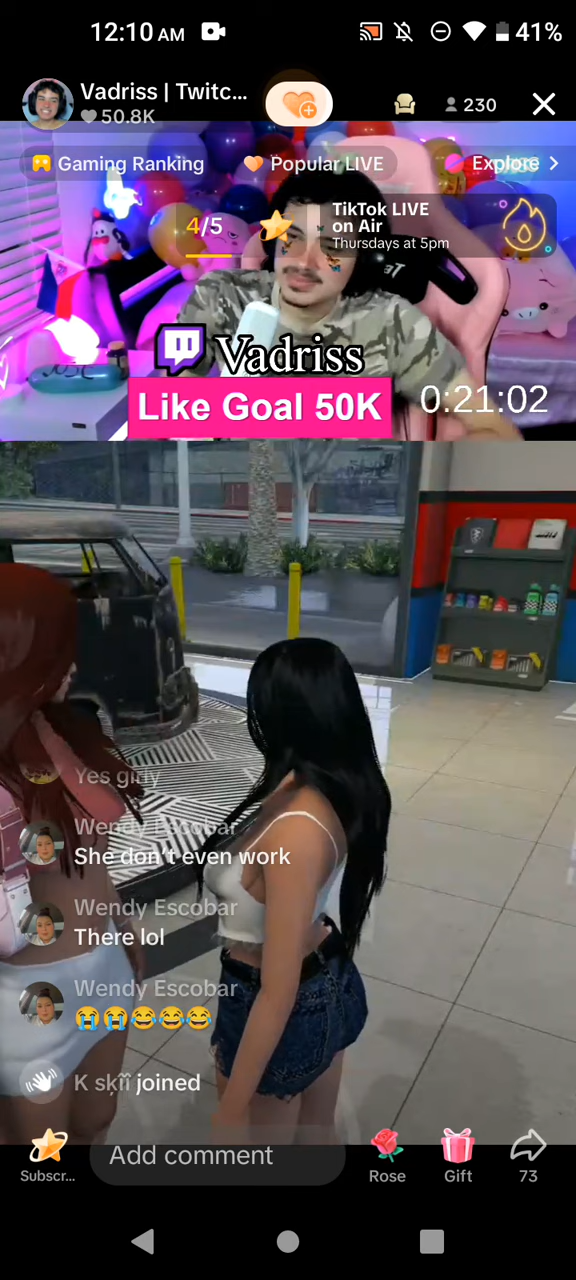 12:10 AM
41%
Vadriss | Twitc...
50.8K
230
Gaming Ranking
Popular LIVE
Explore
4/5
TikTok LIVE
on Air
Thursdays at 5pm
Vadriss
Like Goal 50K
0:21:02
Yes girly
Wendy Escobar
She don't even work
Wendy Escobar
There lol
Wendy Escobar
😭😭😂😂😂
K skîî joined
Add comment
Subscr...
Rose
Gift
73